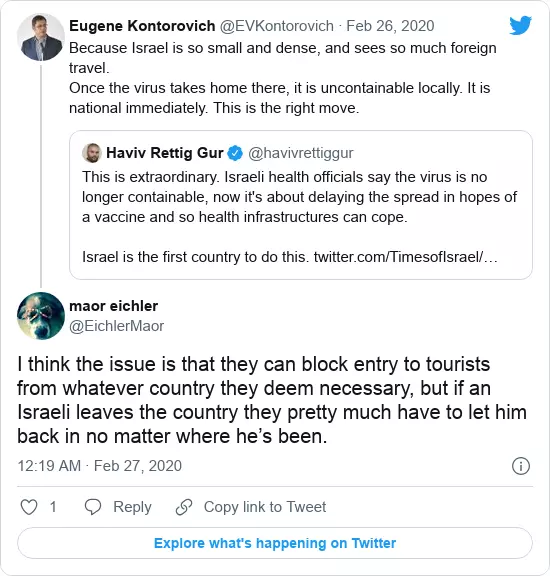 Eugene Kontorovich @EVKontorovich · Feb 26, 2020
Because Israel is so small and dense, and sees so much foreign
travel.
Once the virus takes home there, it is uncontainable locally. It is
national immediately. This is the right move.
Haviv Rettig Gur @havivrettiggur
This is extraordinary. Israeli health officials say the virus is no
longer containable, now it's about delaying the spread in hopes of
a vaccine and so health infrastructures can cope.
Israel is the first country to do this. twitter.com/TimesofIsrael/…
maor eichler
@EichlerMaor
I think the issue is that they can block entry to tourists
from whatever country they deem necessary, but if an
Israeli leaves the country they pretty much have to let him
back in no matter where he’s been.
12:19 AM · Feb 27, 2020
1 Reply Copy link to Tweet
Explore what's happening on Twitter